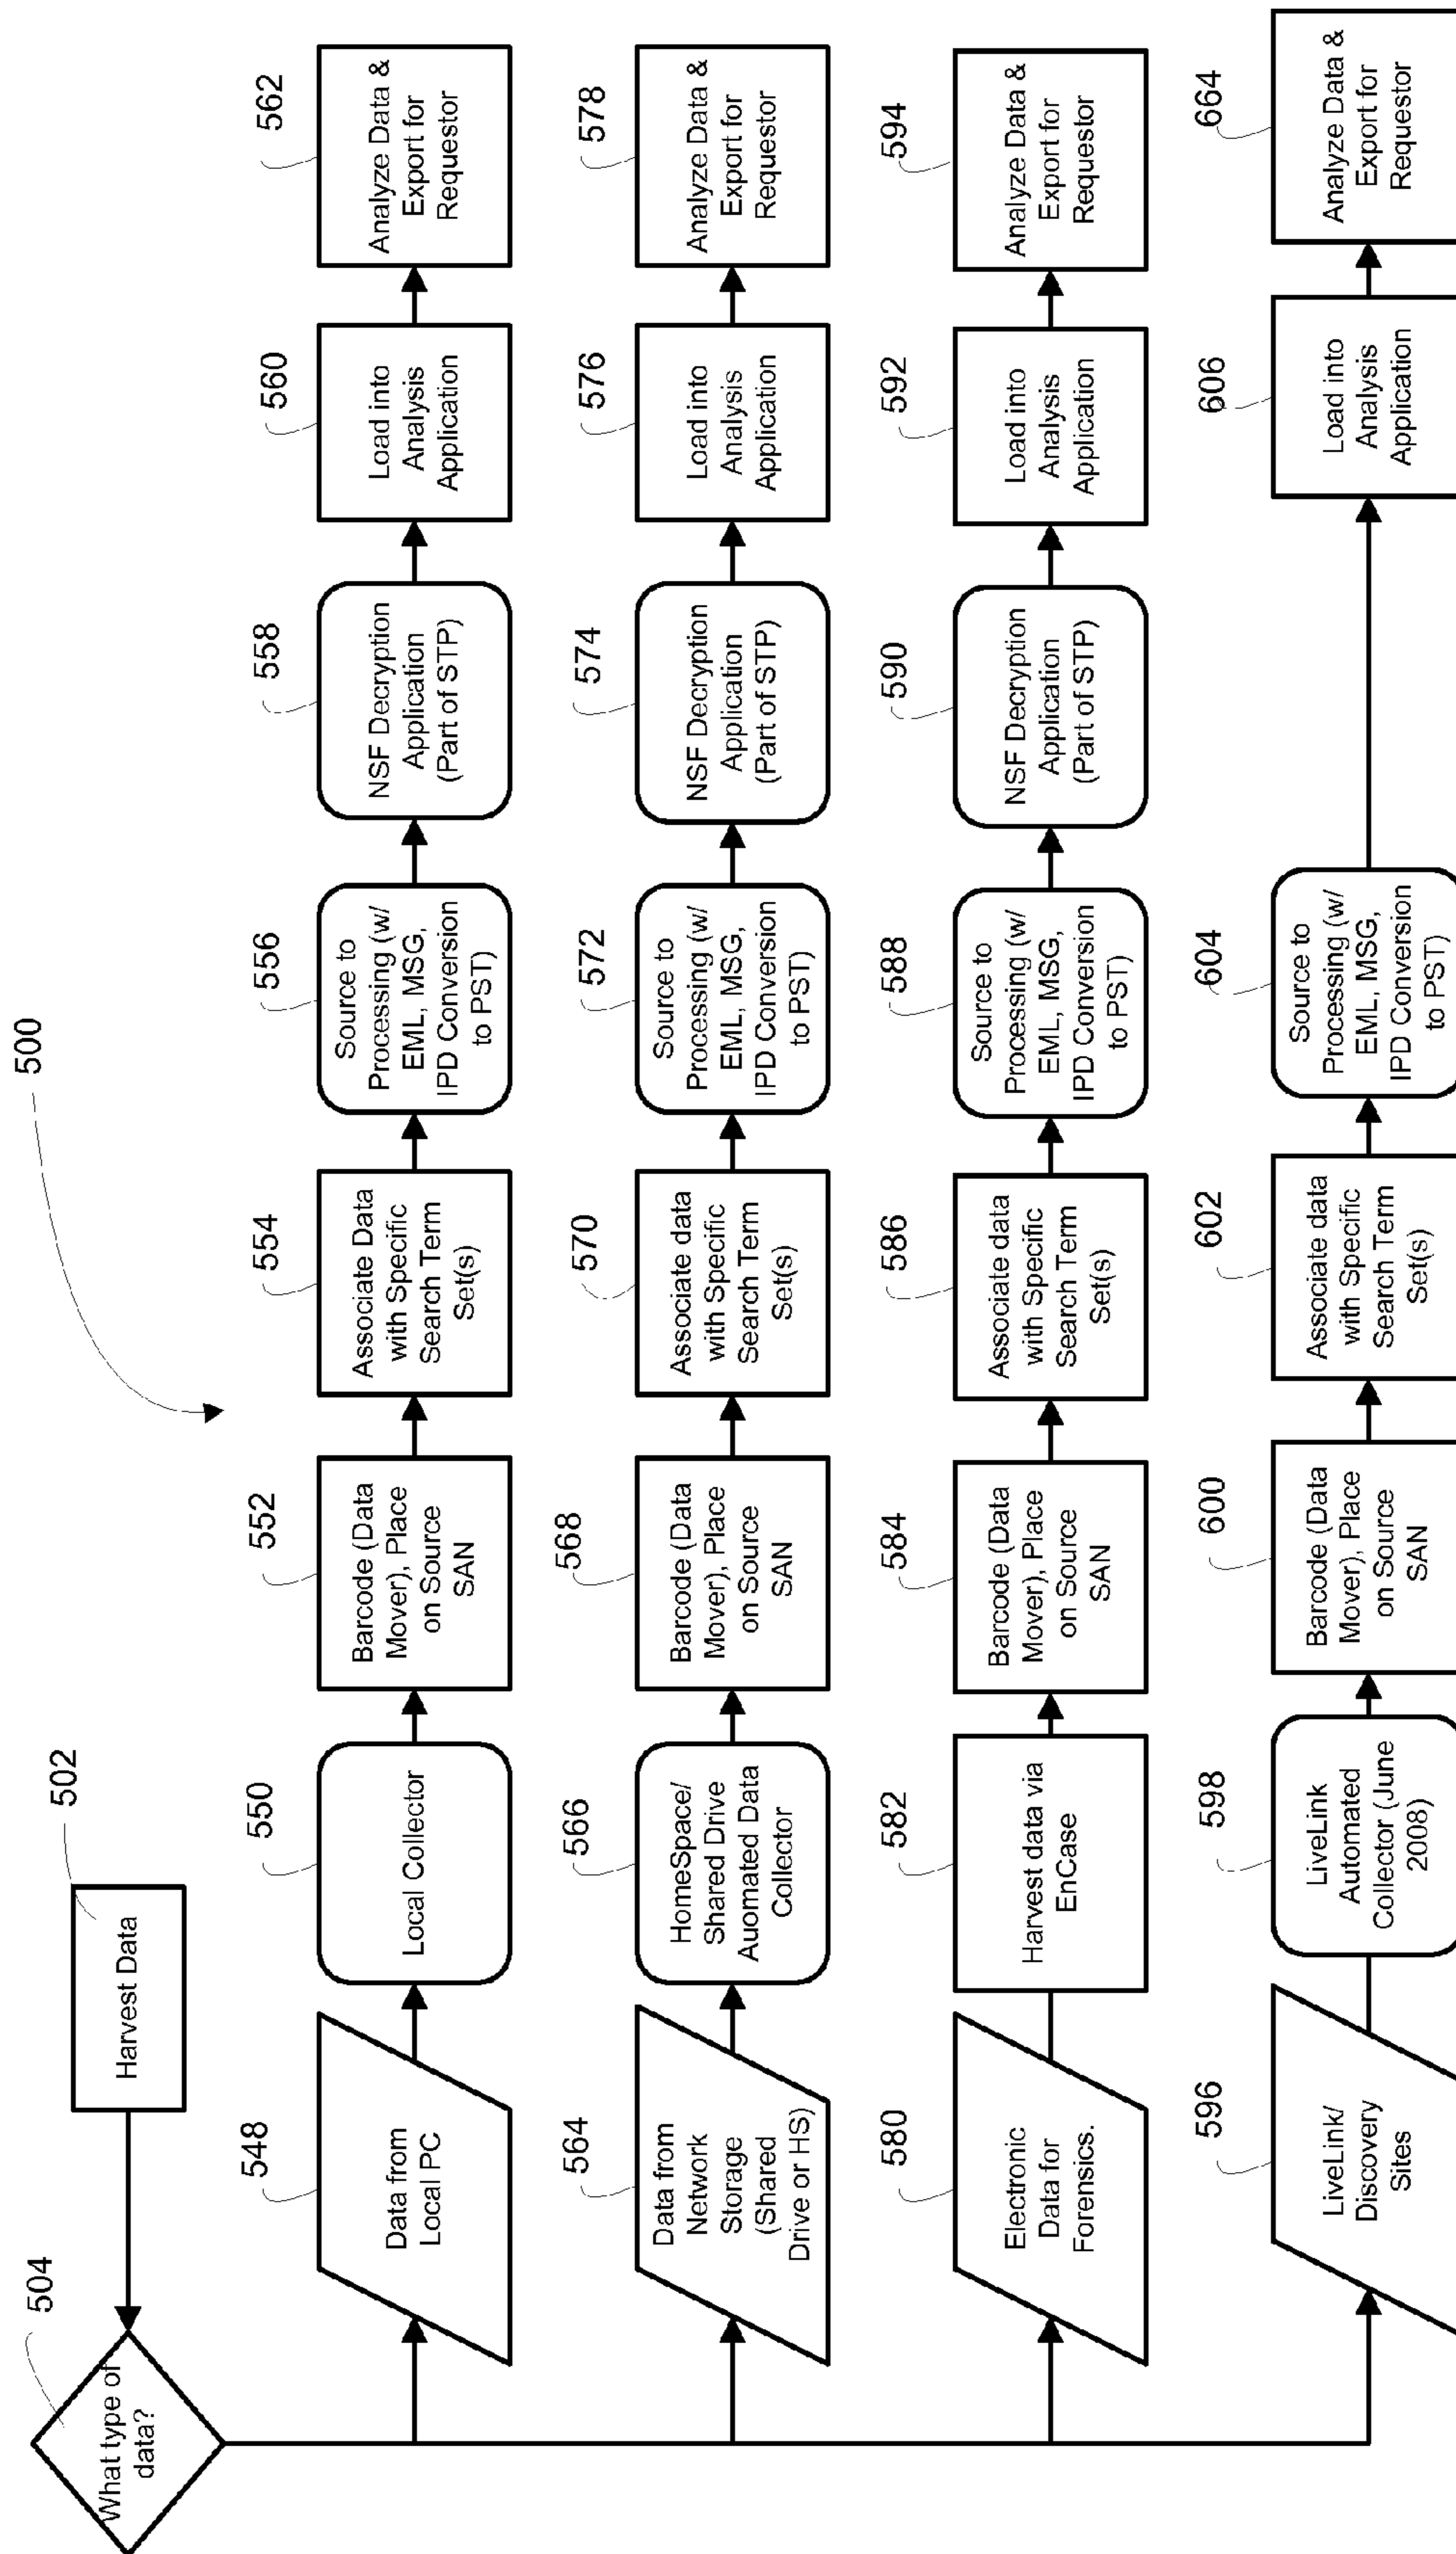 500
502
Harvest Data
504
What type of
data?
548
Data from
Local PC
550
Local Collector
552
Barcode (Data
Mover), Place
on Source
SAN
554
Associate Data
with Specific
Search Term
Set(s)
556
Source to
Processing (w/
EML, MSG,
IPD Conversion
to PST)
558
NSF Decryption
Application
(Part of STP)
560
Load into
Analysis
Application
562
Analyze Data &
Export for
Requestor
564
Data from
Network
Storage
(Shared
Drive or HS)
566
HomeSpace/
Shared Drive
Auomated Data
Collector
568
Barcode (Data
Mover), Place
on Source
SAN
570
Associate data
with Specific
Search Term
Set(s)
572
Source to
Processing (w/
EML, MSG,
IPD Conversion
to PST)
574
NSF Decryption
Application
(Part of STP)
576
Load into
Analysis
Application
578
Analyze Data &
Export for
Requestor
580
Electronic
Data for
Forensics.
582
Harvest data via
EnCase
584
Barcode (Data
Mover), Place
on Source
SAN
586
Associate data
with Specific
Search Term
Set(s)
588
Source to
Processing (w/
EML, MSG,
IPD Conversion
to PST)
590
NSF Decryption
Application
(Part of STP)
592
Load into
Analysis
Application
594
Analyze Data &
Export for
Requestor
596
LiveLink/
Discovery
Sites
598
LiveLink
Automated
Collector (June
2008)
600
Barcode (Data
Mover), Place
on Source
SAN
602
Associate data
with Specific
Search Term
Set(s)
604
Source to
Processing (w/
EML, MSG,
IPD Conversion
to PST)
606
Load into
Analysis
Application
664
Analyze Data &
Export for
Requestor